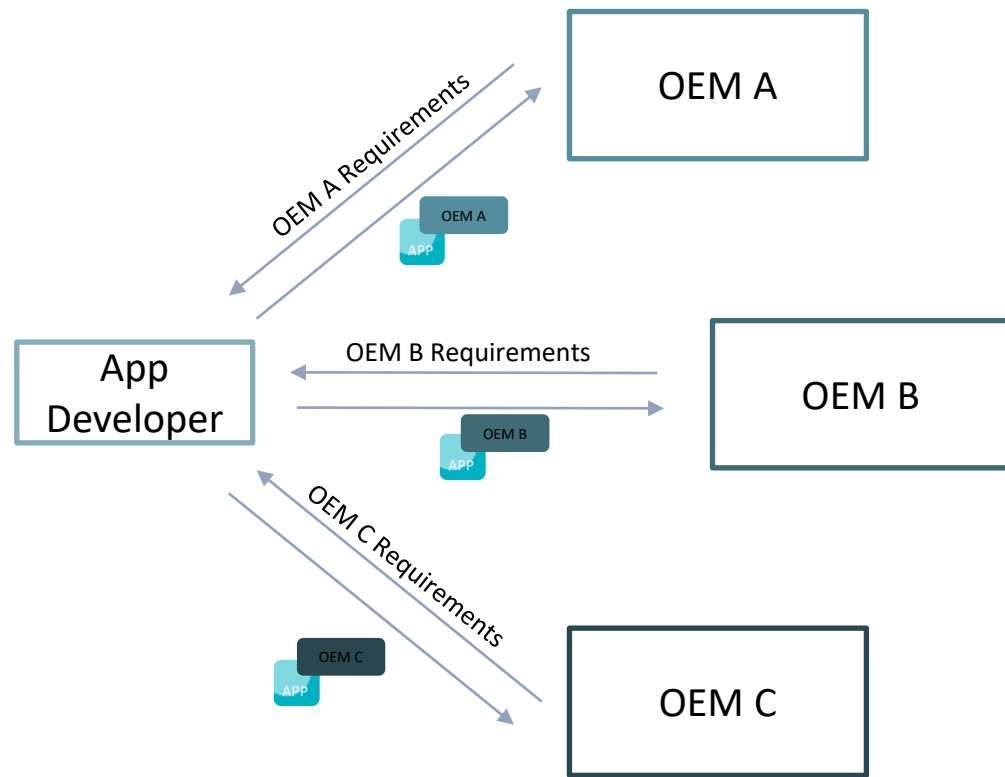 OEM A
OEM A Requirements
OEM A
APP
OEM B Requirements
App
Developer
OEM B
OEM B
APP
OEM C Requirements
OEM C
APP
OEM C